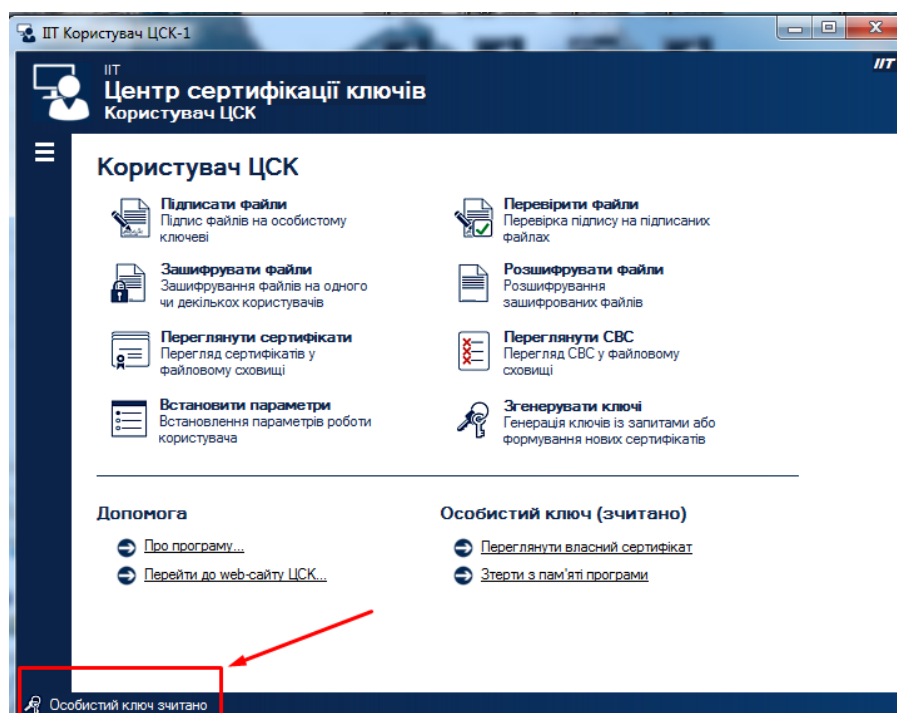 ІІТ Користувач ЦСК-1
ІІТ
ІІТ
Центр сертифікації ключів
Користувач ЦСК
Користувач ЦСК
Підписати файли
Підпис файлів на особистому
ключеві
Перевірити файли
Перевірка підпису на підписаних
файлах
Зашифрувати файли
Зашифрування файлів на одного
чи декількох користувачів
Розшифрувати файли
Розшифрування
зашифрованих файлів
Переглянути сертифікати
Перегляд сертифікатів у
файловому сховищі
Переглянути СВС
Перегляд СВС у файловому
сховищі
Встановити параметри
Встановлення параметрів роботи
користувача
Згенерувати ключі
Генерація ключів із запитами або
формування нових сертифікатів
Допомога
Про програму...
Перейти до web-сайту ЦСК...
Особистий ключ (зчитано)
Переглянути власний сертифікат
Зтерти з пам'яті програми
Особистий ключ зчитано